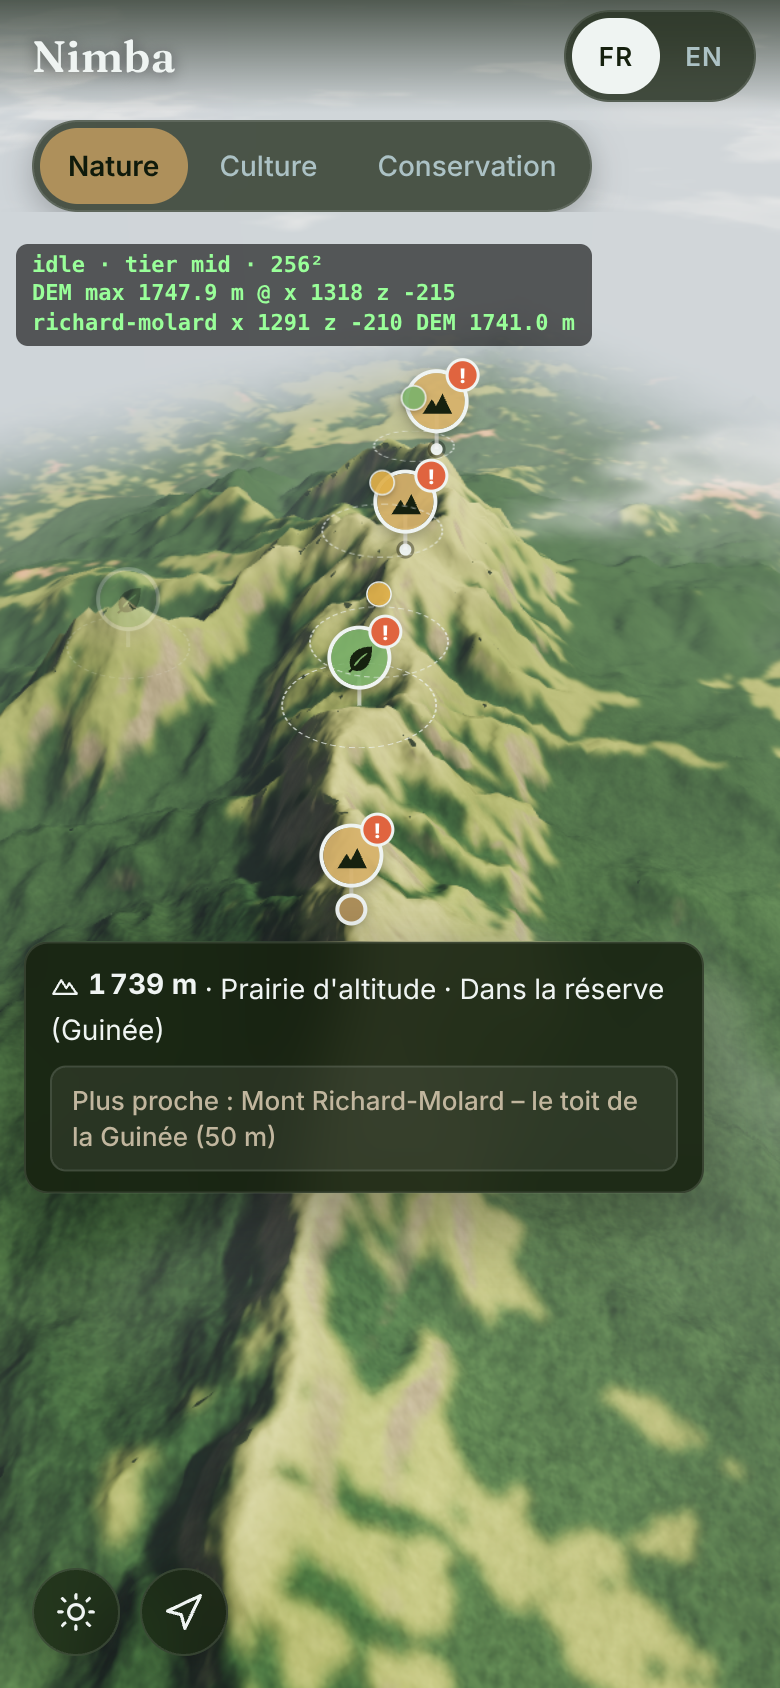 Nimba
FR EN
Nature Culture Conservation
idle · tier mid · 256²
DEM max 1747.9 m @ x 1318 z -215
richard-molard x 1291 z -210 DEM 1741.0 m
!
!
!
!
1 739 m · Prairie d'altitude · Dans la réserve
(Guinée)
Plus proche : Mont Richard-Molard – le toit de
la Guinée (50 m)